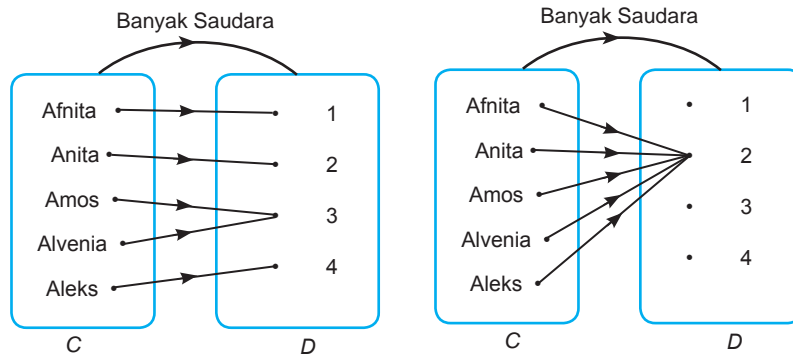 Banyak Saudara
Afnita 1
Anita 2
Amos 3
Alvenia
Aleks 4
C D
Banyak Saudara
Afnita 1
Anita 2
Amos
Alvenia 3
Aleks 4
C D